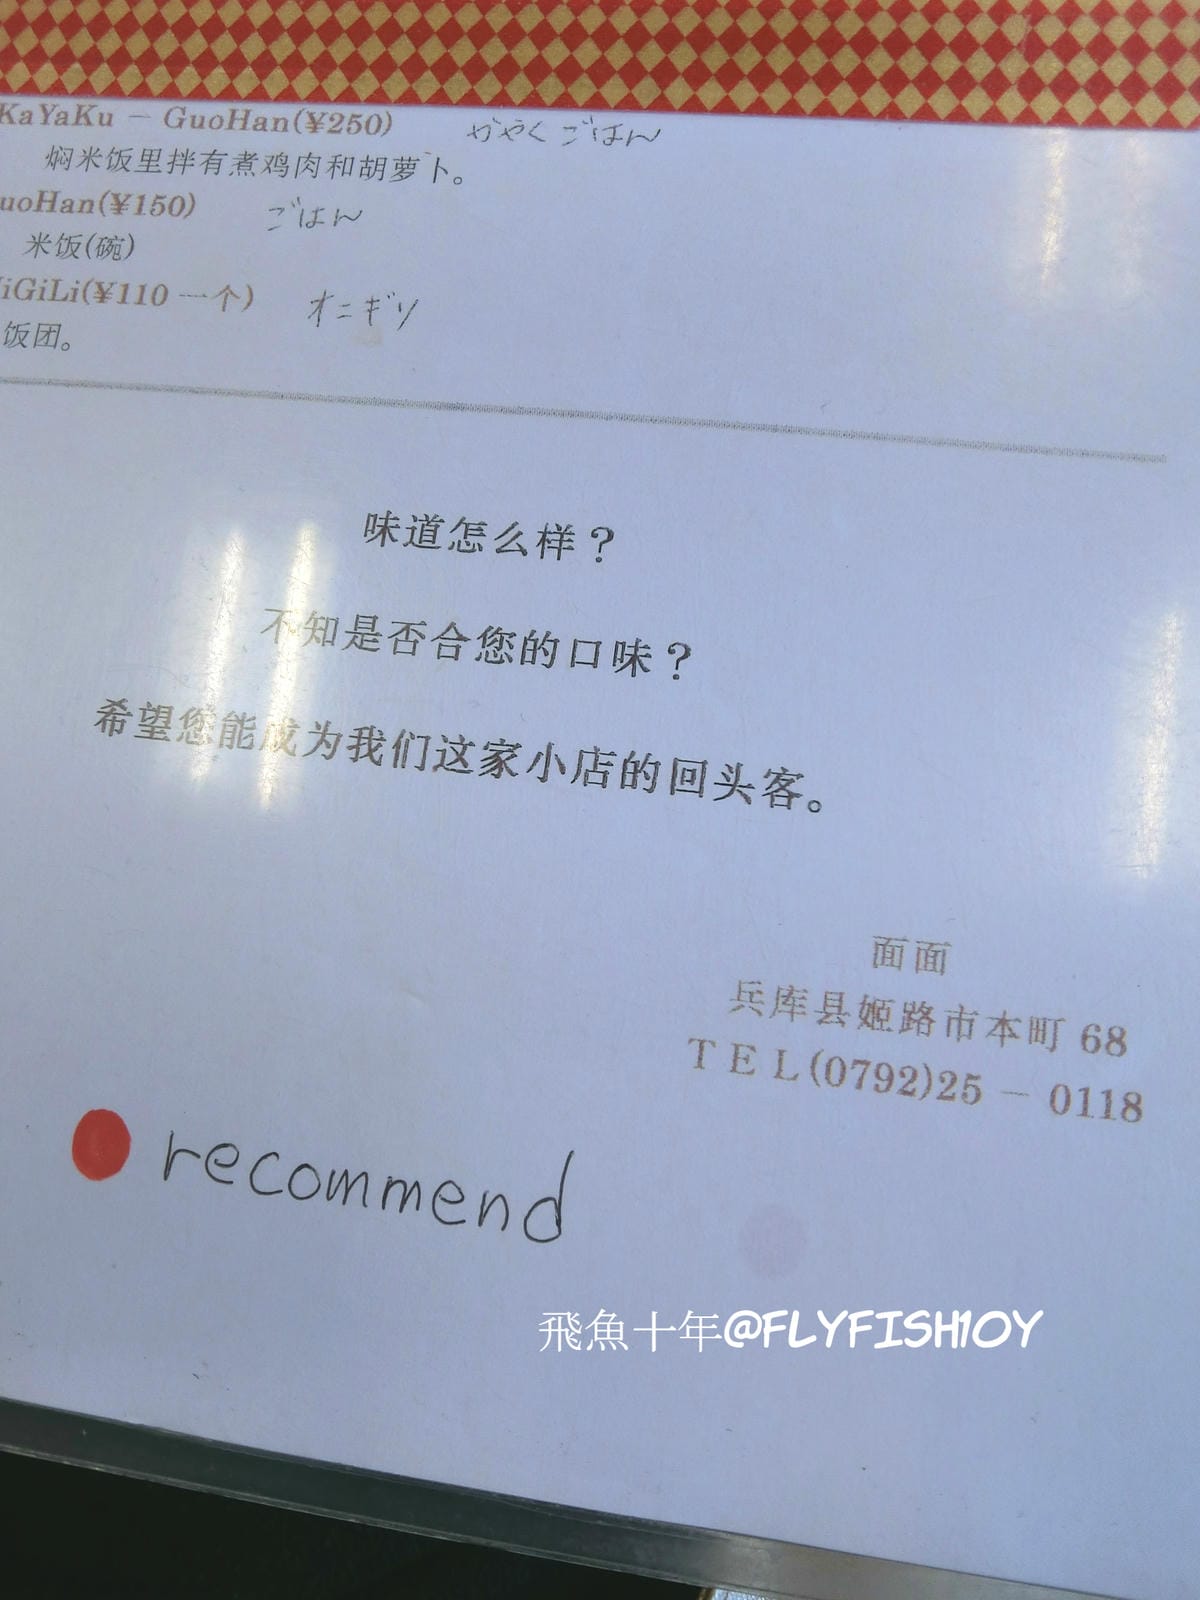 KaYaKu - GuoHan(¥250) かやくごはん
焖米饭里拌有煮鸡肉和胡萝卜。
uoHan(¥150) ごはん
米饭(碗)
iGiLi(¥110 一个) オニギリ
饭团。
味道怎么样？
不知是否合您的口味？
希望您能成为我们这家小店的回头客。
面面
兵库县姬路市本町 68
TEL(0792)25 - 0118
recommend
飛魚十年@FLYFISH10Y